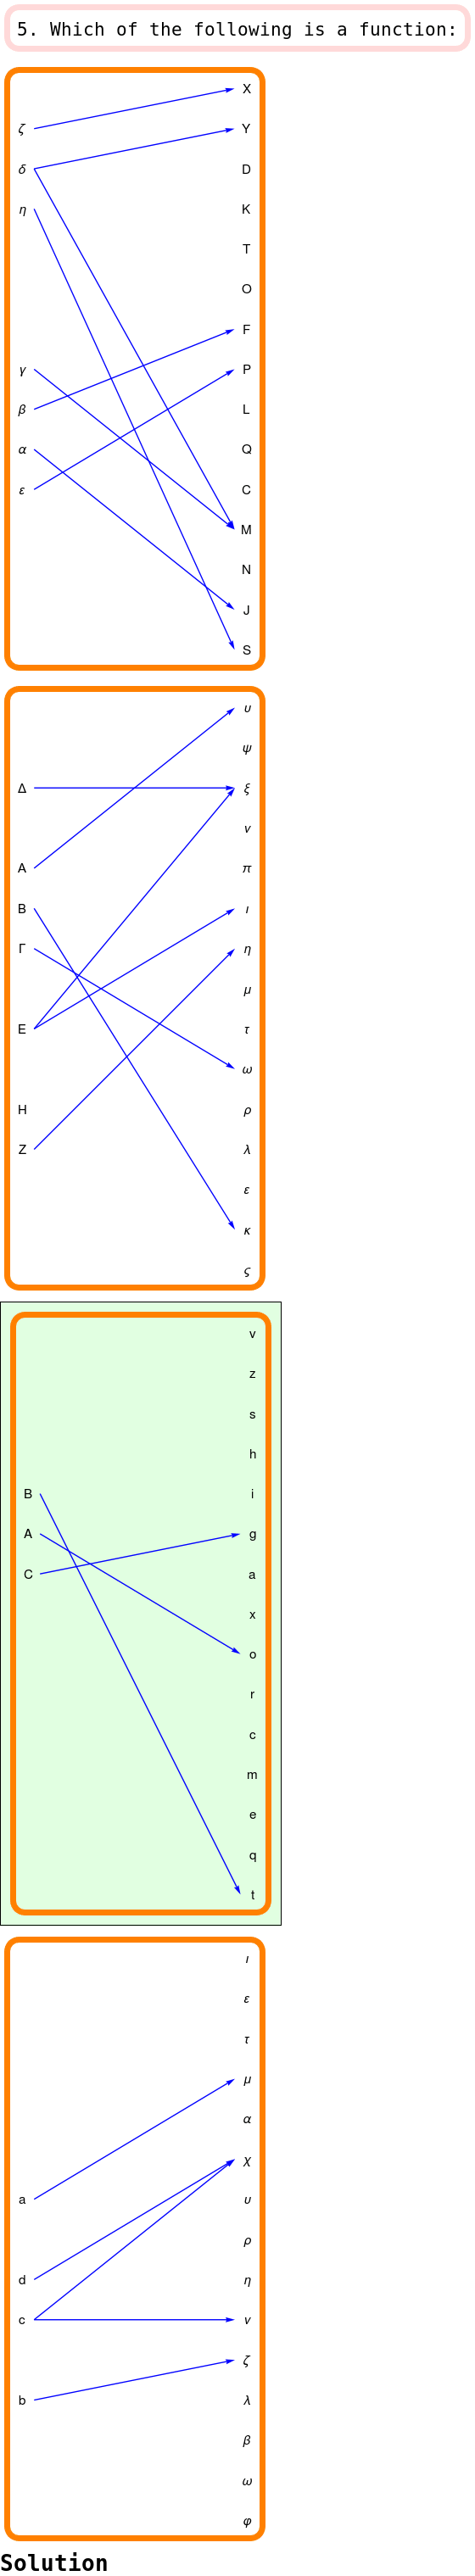 5. Which of the following is a function:
X
ζ
Y
δ
D
η
K
T
O
F
γ
P
β
L
α
Q
ε
C
M
N
J
S
υ
ψ
Δ
ξ
ν
Α
π
Β
ι
Γ
η
μ
Ε
τ
ω
Η
ρ
Ζ
λ
ε
κ
ς
v
z
s
h
B
i
A
g
C
a
x
o
r
c
m
e
q
t
ι
ε
τ
μ
α
χ
a
υ
ρ
d
η
c
ν
ζ
b
λ
β
ω
φ
Solution